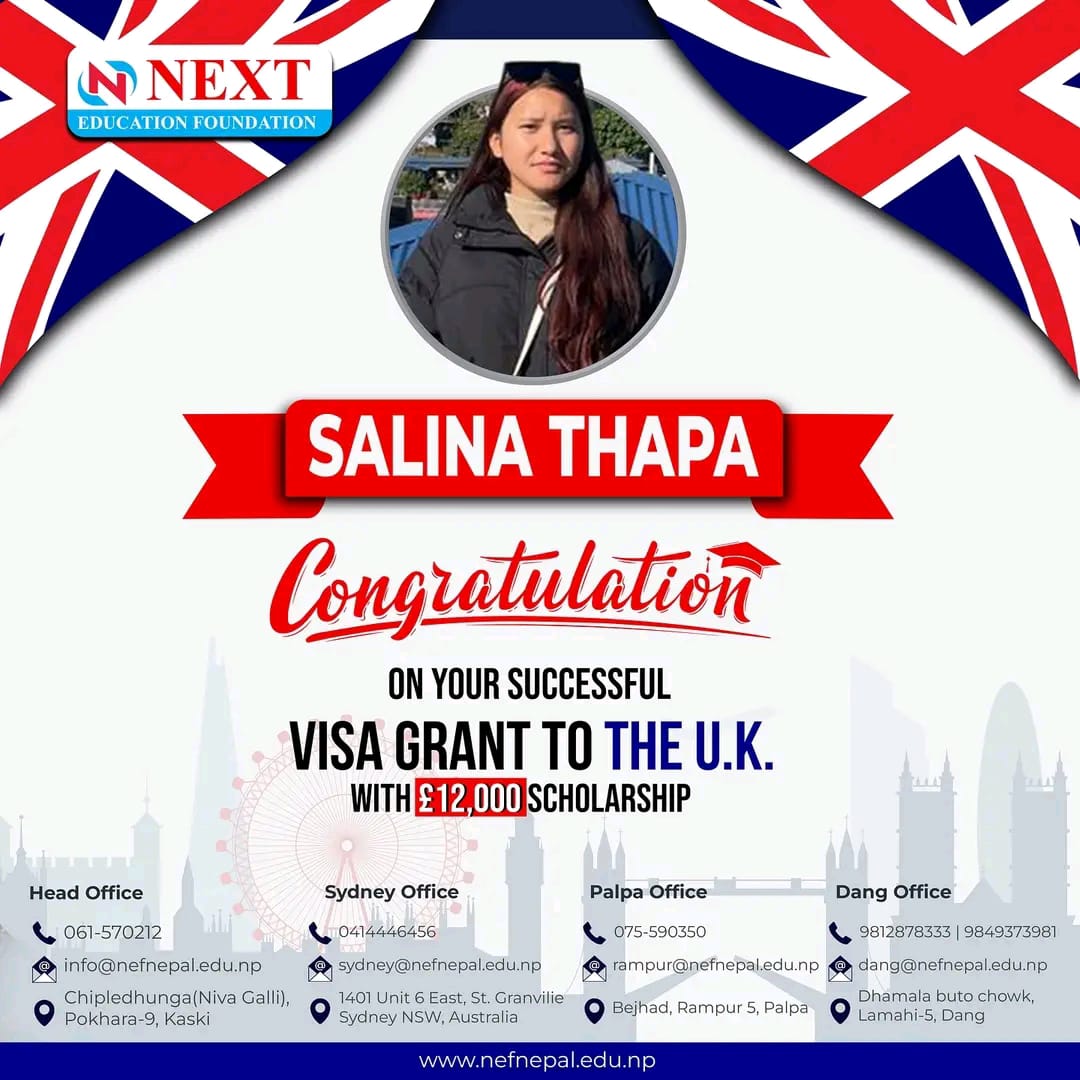 NEXT
EDUCATION FOUNDATION
SALINA THAPA
Congratulation
ON YOUR SUCCESSFUL
VISA GRANT TO THE U.K.
WITH £12,000 SCHOLARSHIP
Head Office
061-570212
info@nefnepal.edu.np
Chipledhunga(Niva Galli),
Pokhara-9, Kaski
Sydney Office
0414446456
sydney@nefnepal.edu.np
1401 Unit 6 East, St. Granvilie
Sydney NSW, Australia
Palpa Office
075-590350
rampur@nefnepal.edu.np
Bejhad, Rampur 5, Palpa
Dang Office
9812878333 | 9849373981
dang@nefnepal.edu.np
Dhamala buto chowk,
Lamahi-5, Dang
www.nefnepal.edu.np